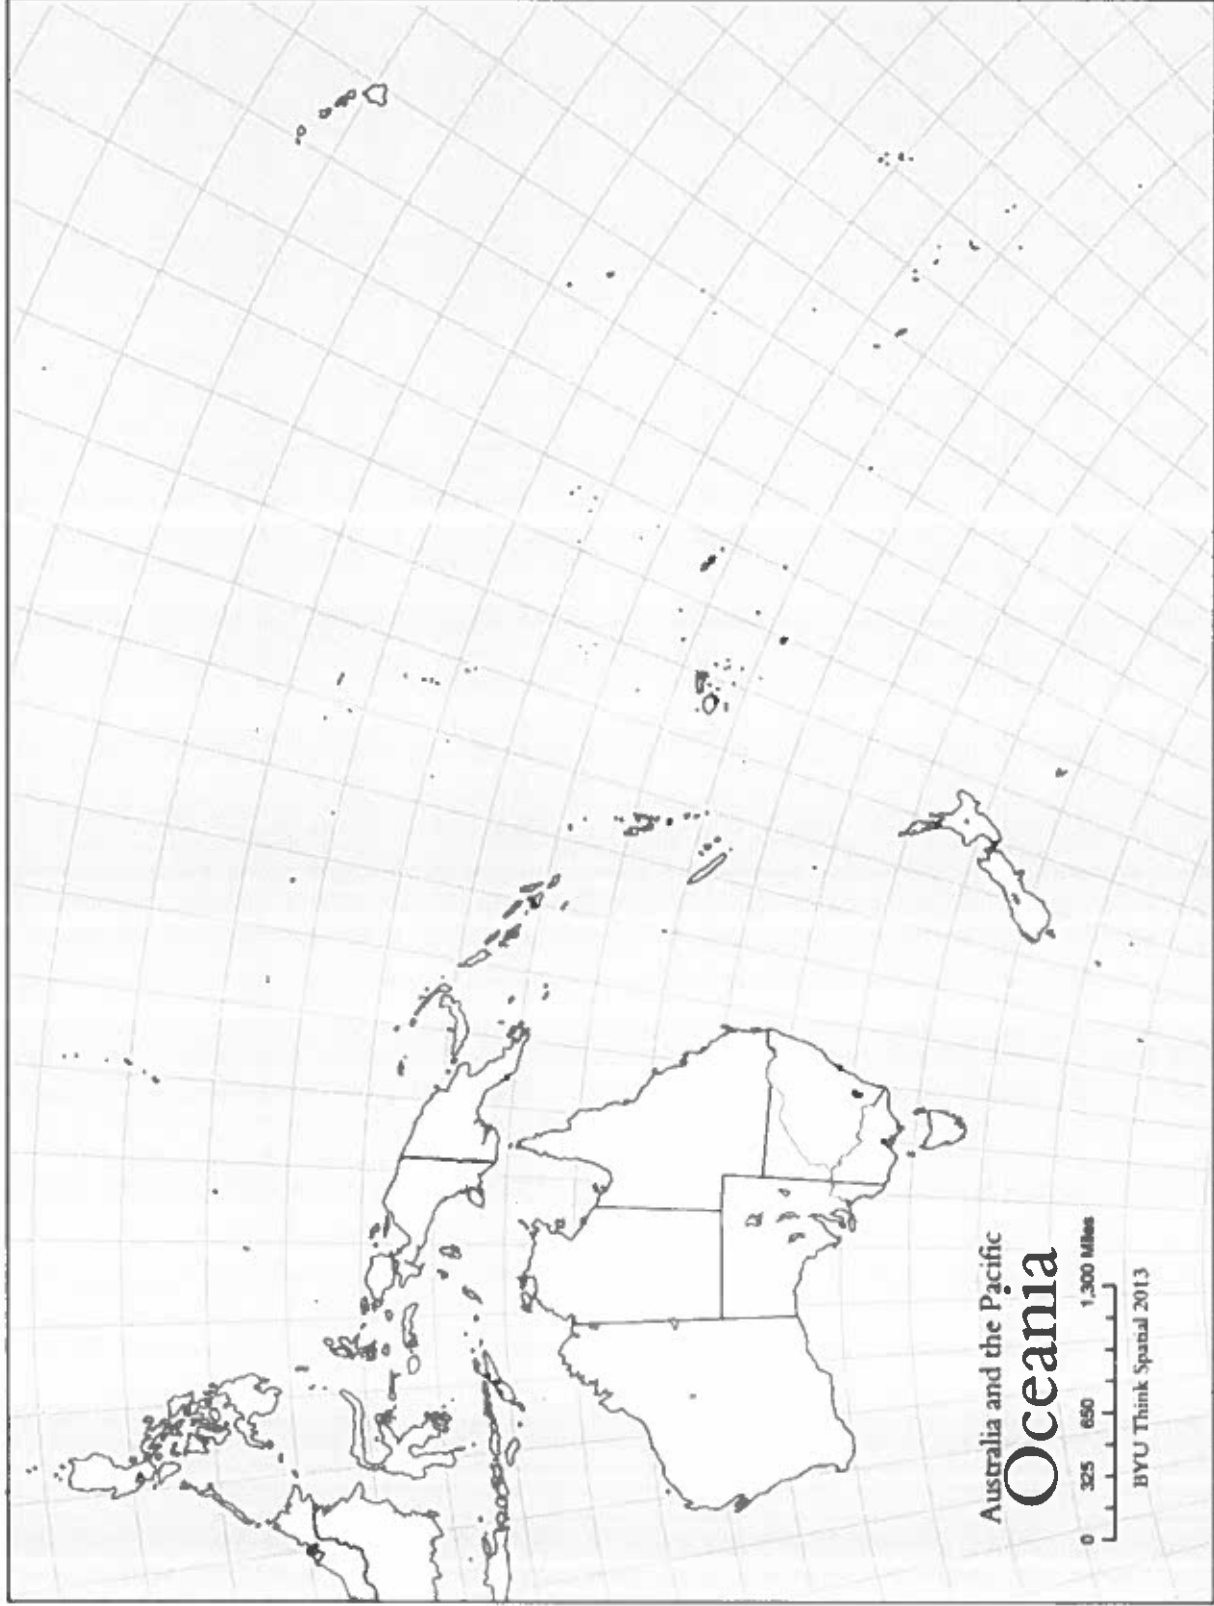 Australia and the Pacific
Oceania
0 325 650 1,300 Miles
BYU Think Spatial 2013